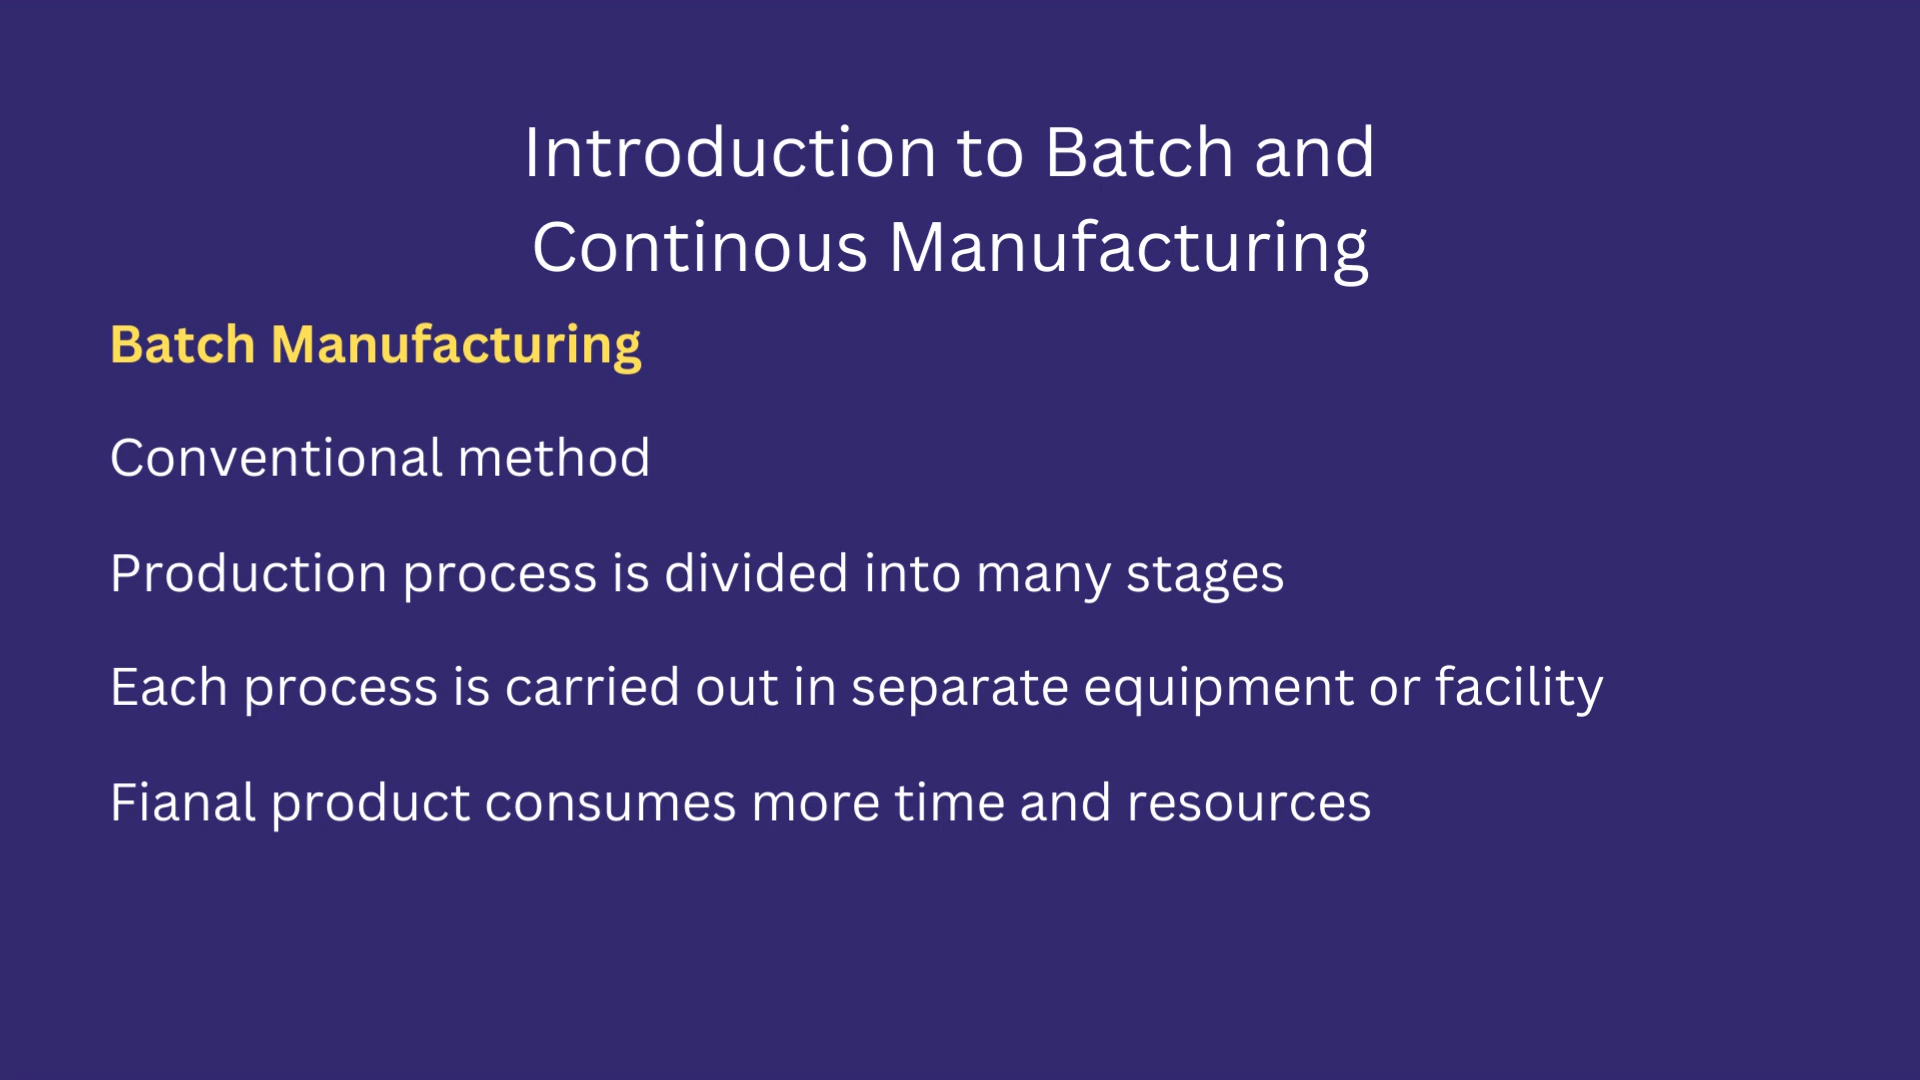 Introduction to Batch and
Continous Manufacturing
Batch Manufacturing
Conventional method
Production process is divided into many stages
Each process is carried out in separate equipment or facility
Fianal product consumes more time and resources